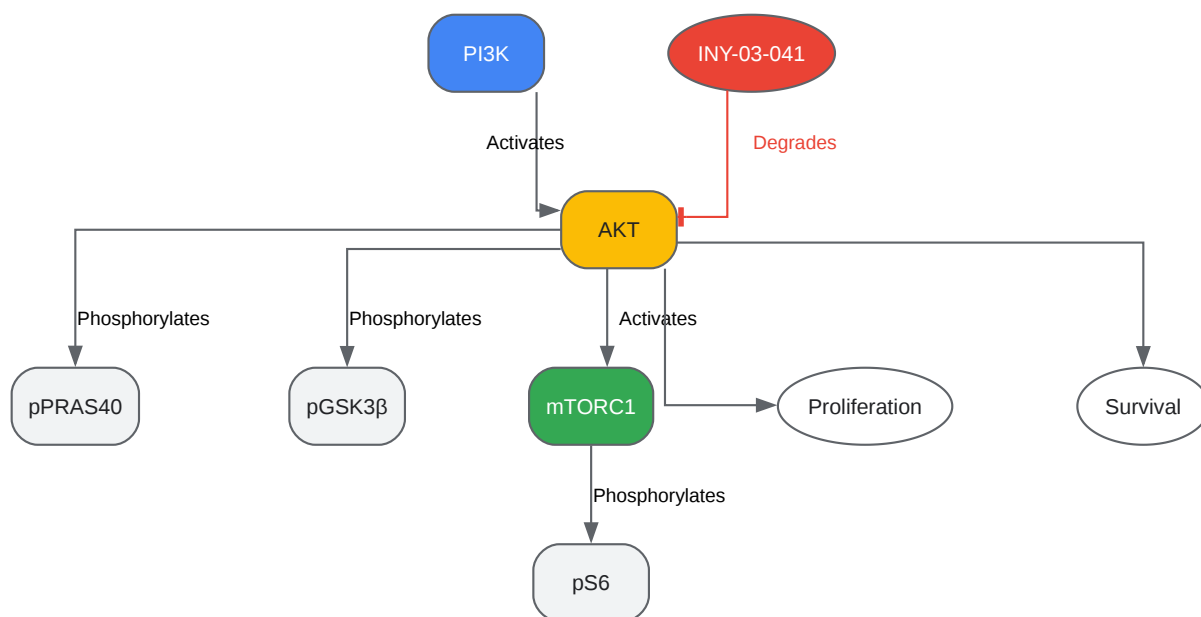 PI3K
INY-03-041
Activates
Degrades
AKT
Phosphorylates
Phosphorylates
Activates
pPRAS40
pGSK3β
mTORC1
Proliferation
Survival
Phosphorylates
pS6